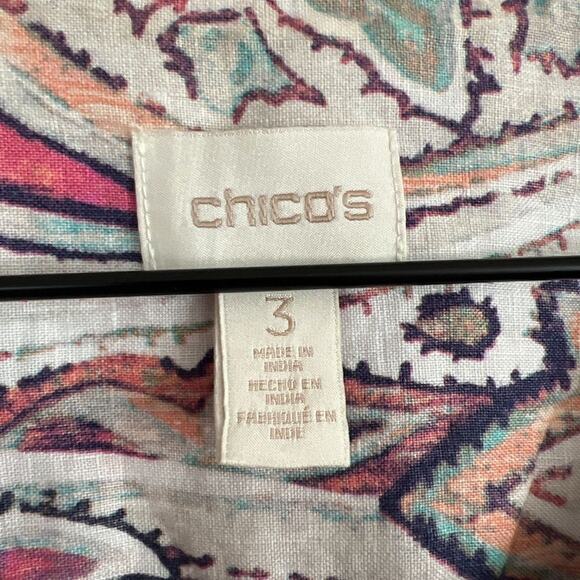 chico's
3
MADE IN
INDIA
HECHO EN
INDIA
FABRIQUÉ EN
INDE